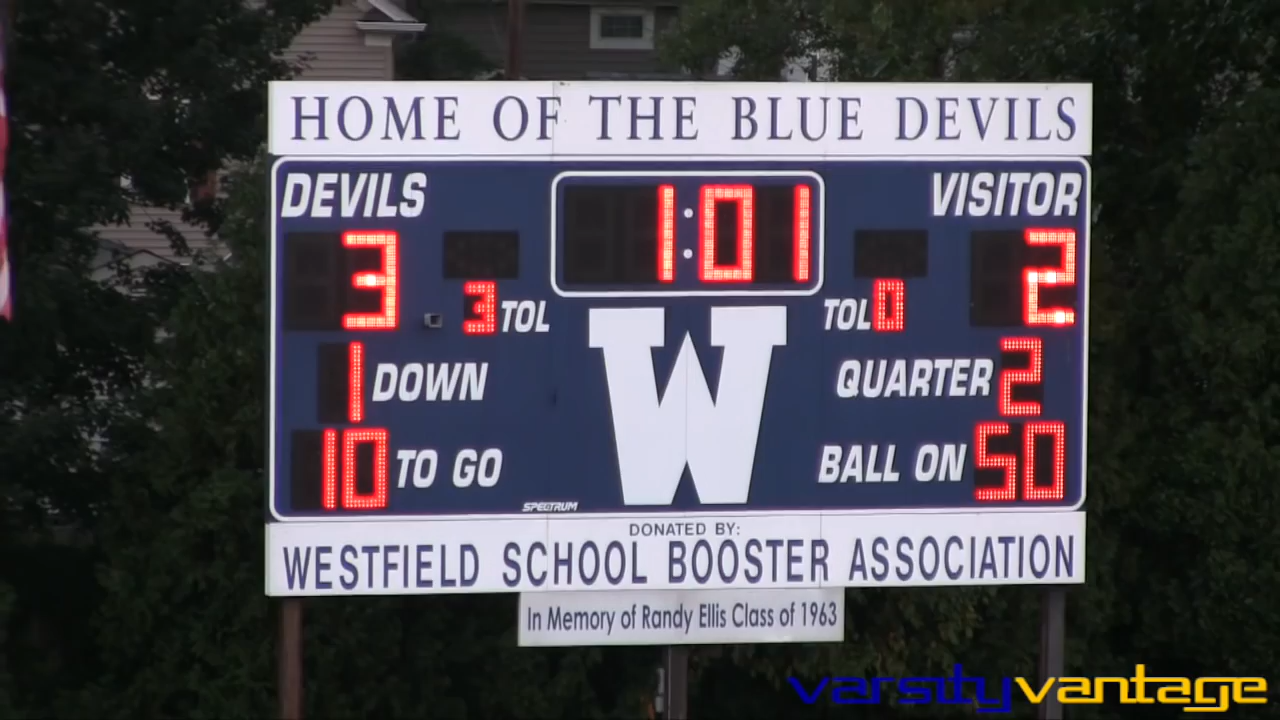 HOME OF THE BLUE DEVILS
DEVILS 1:01 VISITOR
3 3 TOL TOL 0 2
1 DOWN QUARTER 2
10 TO GO W BALL ON 50
SPECTRUM
DONATED BY:
WESTFIELD SCHOOL BOOSTER ASSOCIATION
In Memory of Randy Ellis Class of 1963
varsityvantage